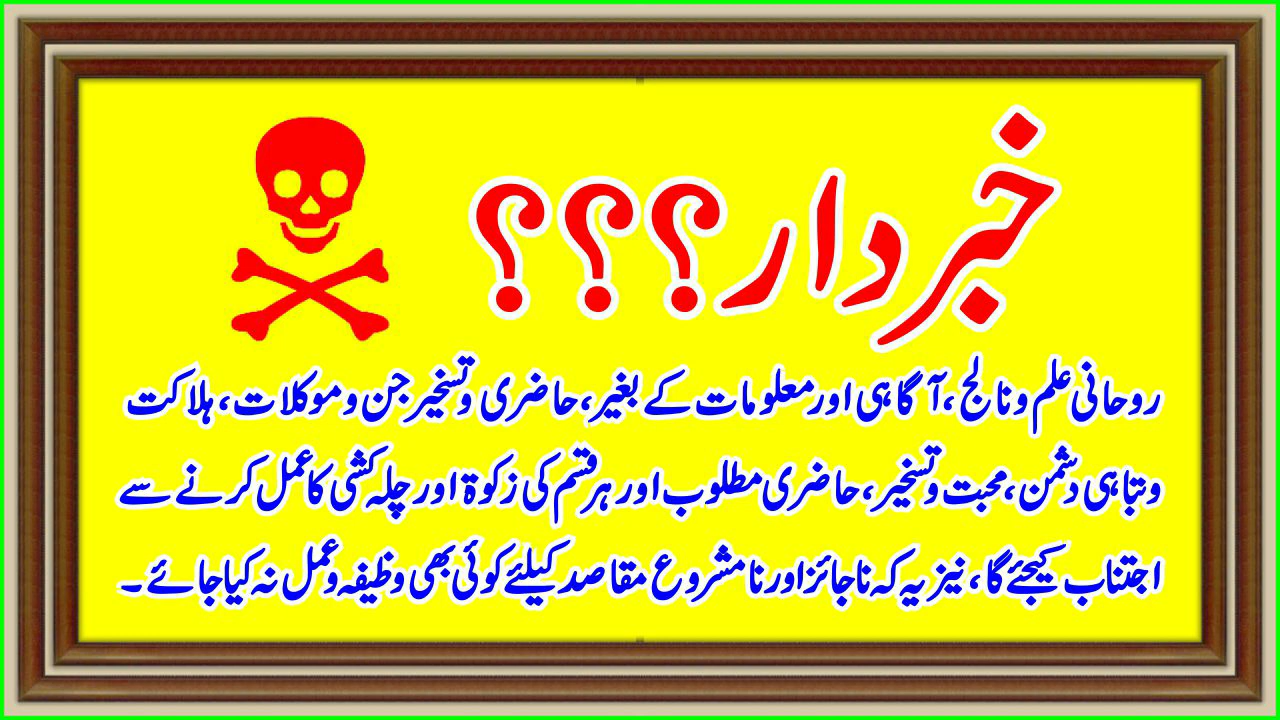 خبردار؟؟؟
روحانی علم و نالج، آگاہی اور معلومات کے بغیر، حاضری و تسخیر جن و موکلات، ہلاکت
و تباہی دشمن، محبت و تسخیر، حاضری مطلوب اور ہر قسم کی زکوۃ اور چلہ کشی کا عمل کرنے سے
اجتناب کیجئے گا، نیز یہ کہ ناجائز اور نا مشروع مقاصد کیلئے کوئی بھی وظیفہ و عمل نہ کیا جائے۔